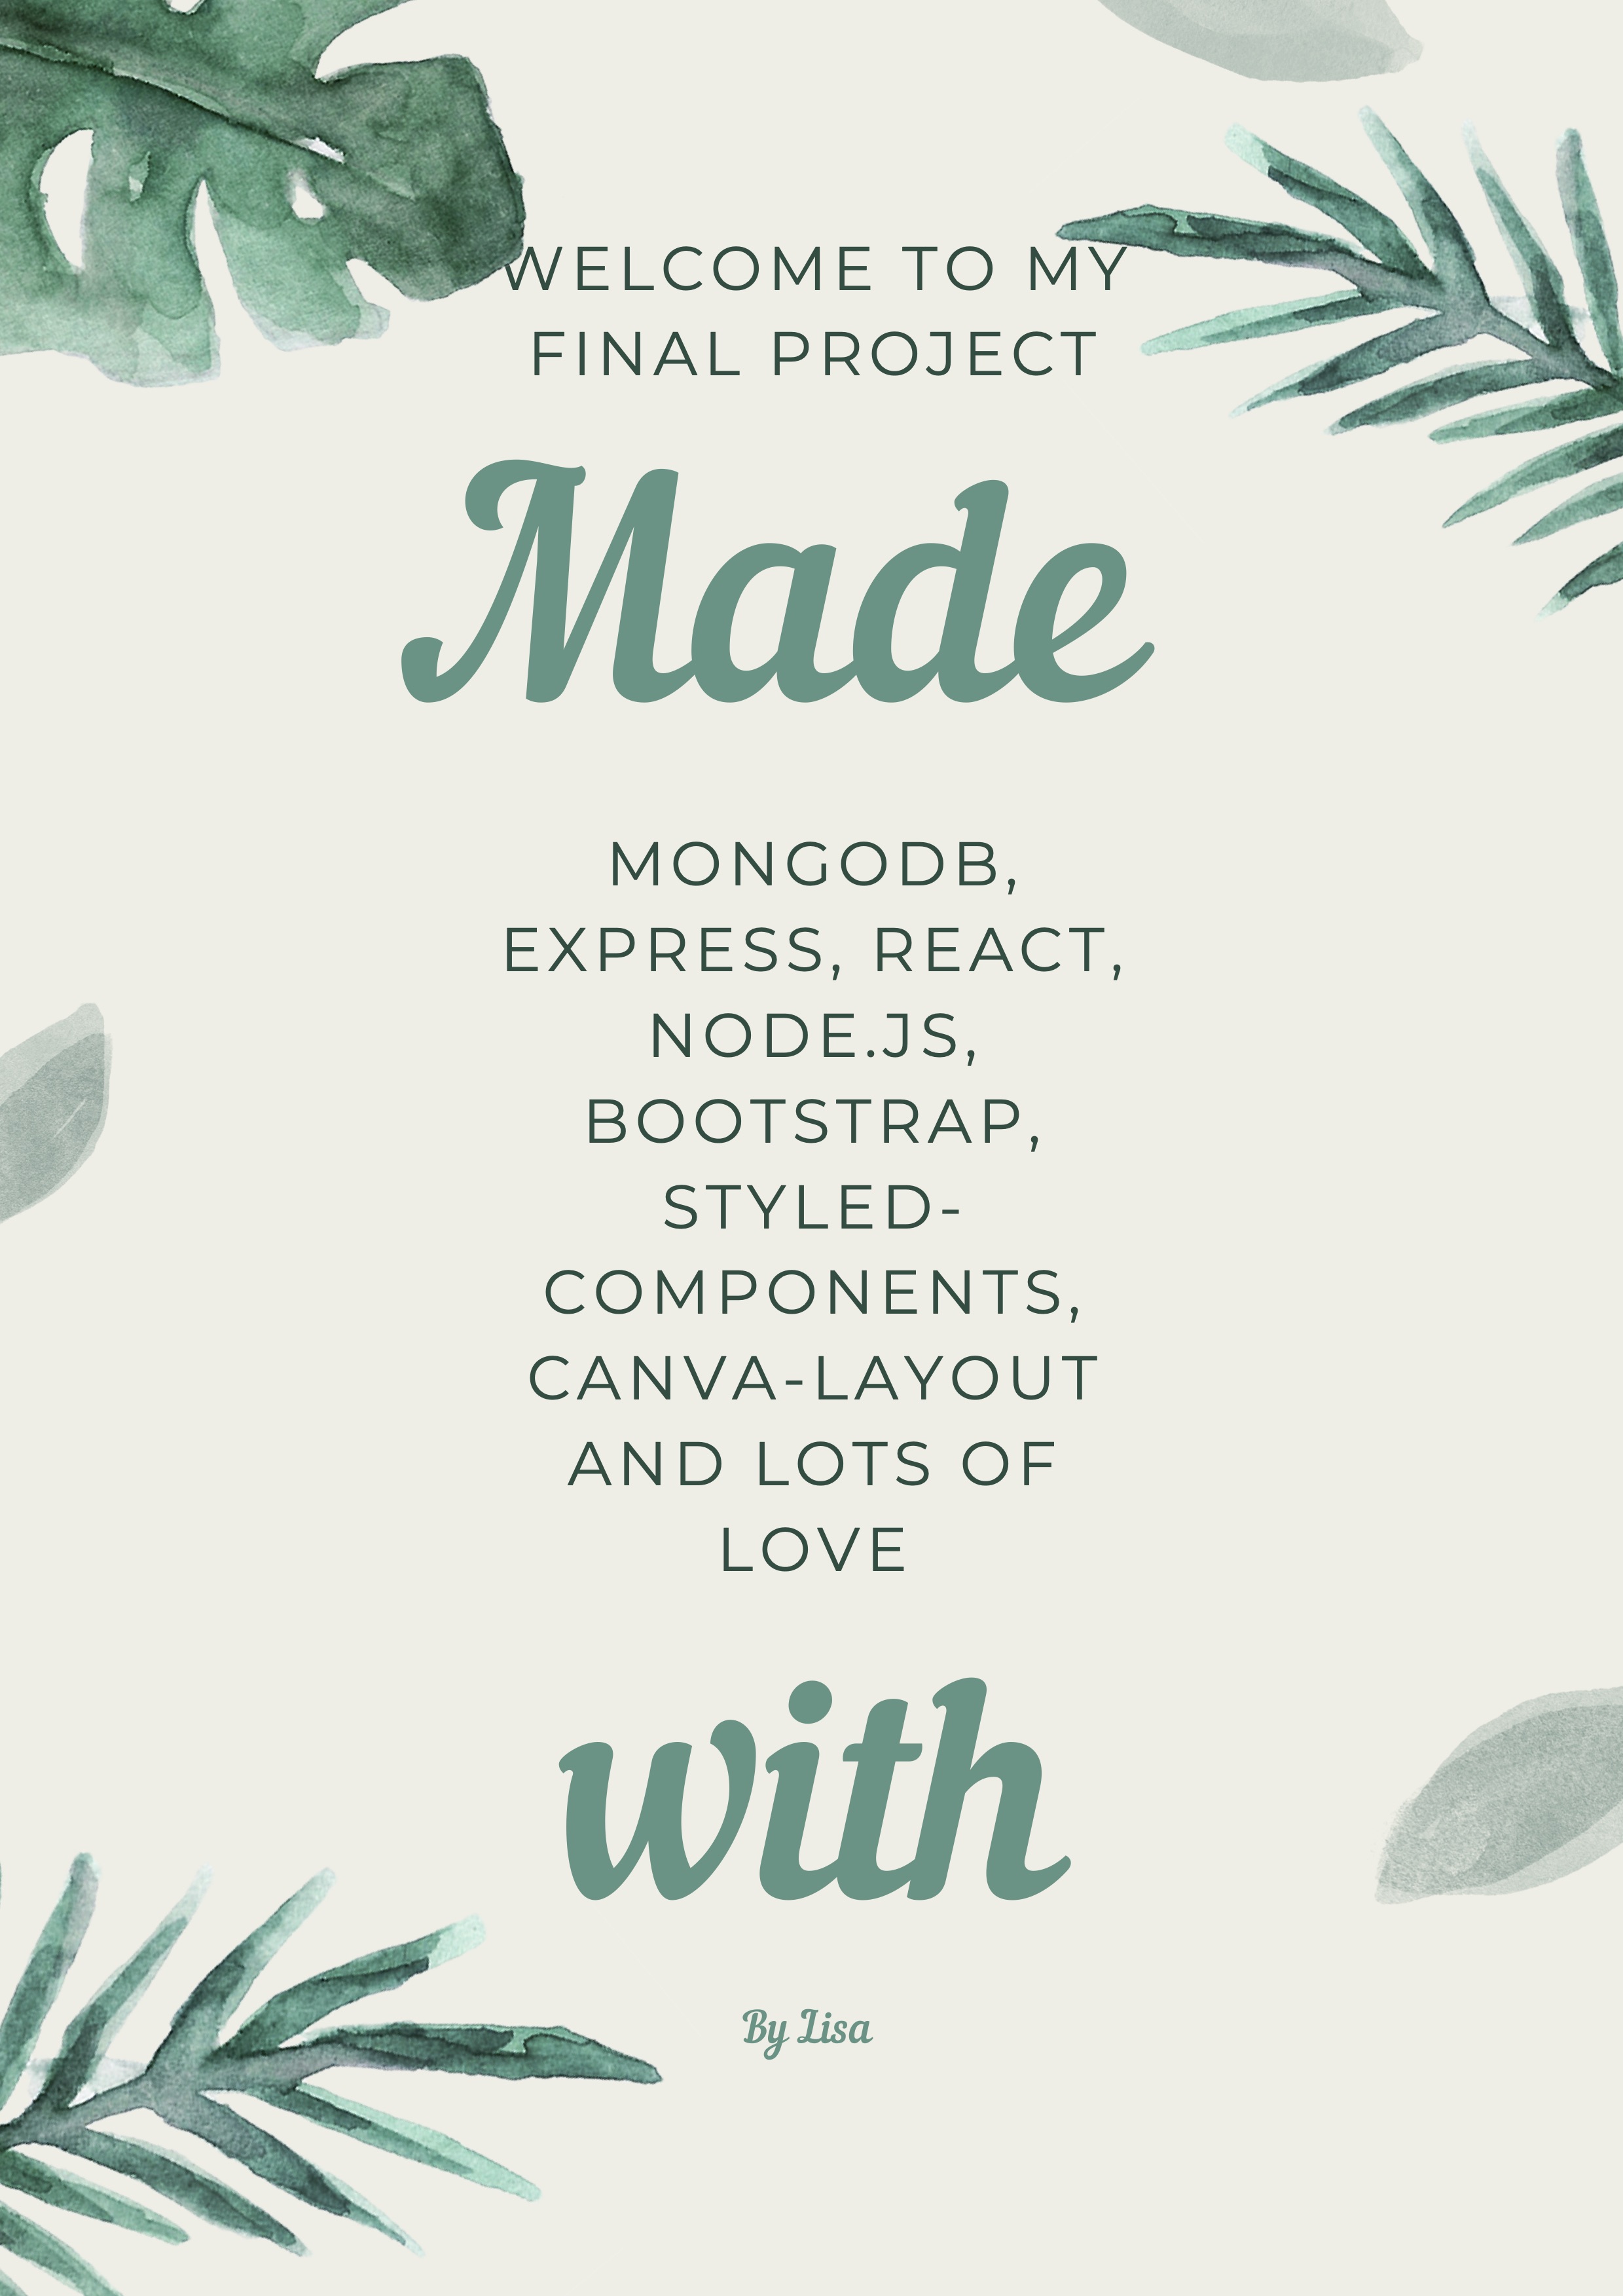 WELCOME TO MY
FINAL PROJECT
Made
MONGODB,
EXPRESS, REACT,
NODE.JS,
BOOTSTRAP,
STYLED-
COMPONENTS,
CANVA-LAYOUT
AND LOTS OF
LOVE
with
By Lisa